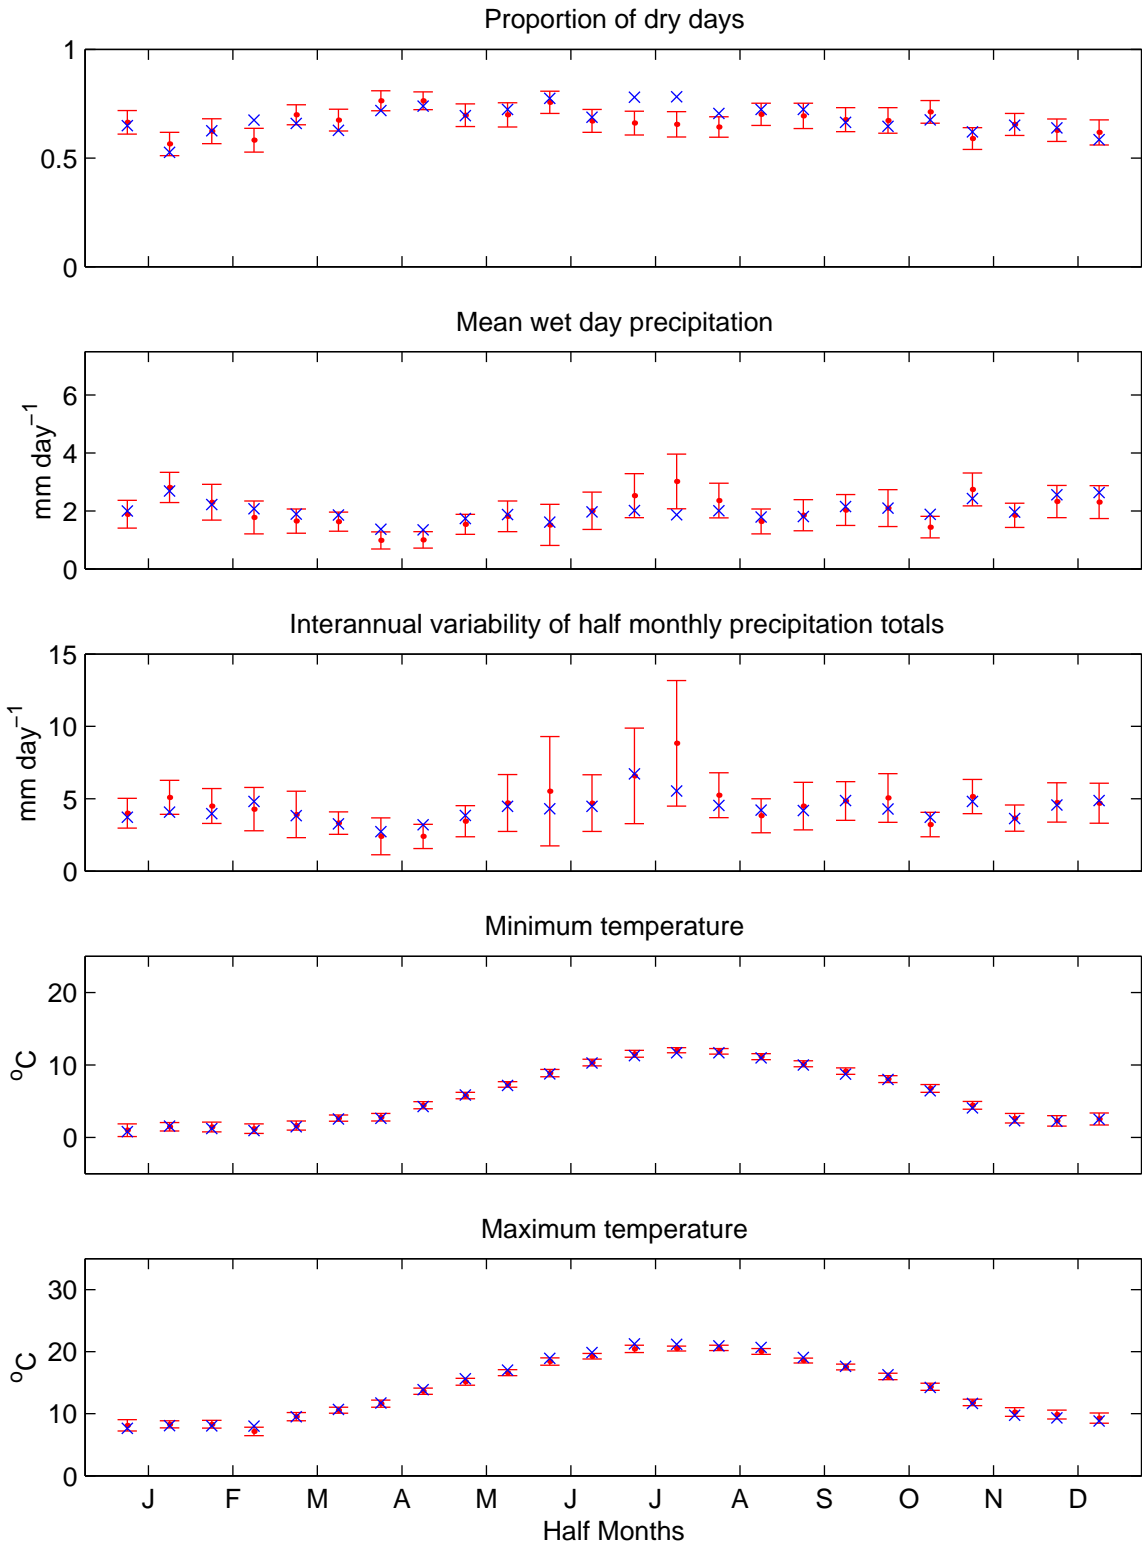 Proportion of dry days
1
0.5
0
Mean wet day precipitation
6
4
2
0
mm day⁻¹
Interannual variability of half monthly precipitation totals
15
10
5
0
mm day⁻¹
Minimum temperature
20
10
0
ºC
Maximum temperature
30
20
10
0
ºC
J F M A M J J A S O N D
Half Months